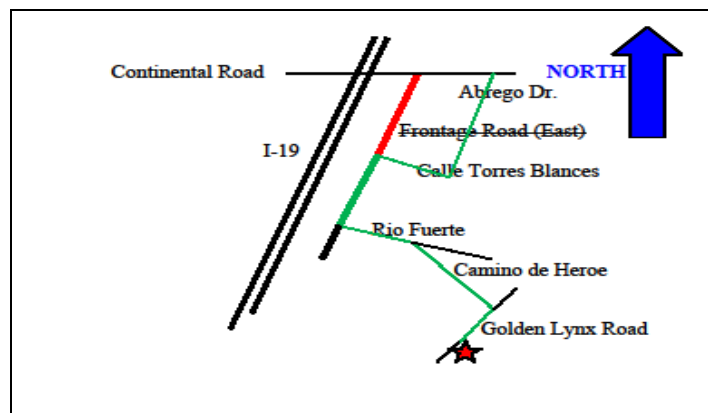 Continental Road
NORTH
Abrego Dr.
Frontage Road (East)
I-19
Calle Torres Blances
Rio Fuerte
Camino de Heroe
Golden Lynx Road